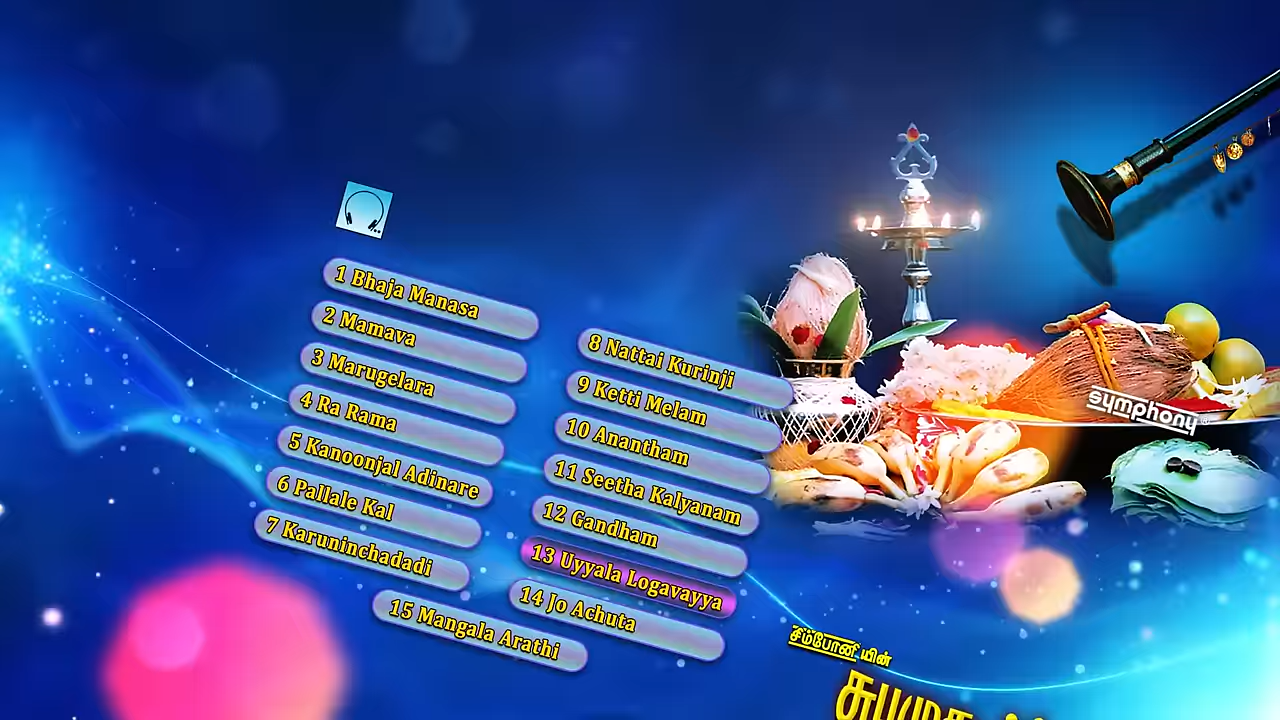 1 Bhaja Manasa
2 Mamava
3 Marugelara
4 Ra Rama
5 Kanoonjal Adinare
6 Pallale Kal
7 Karuninchadadi
8 Nattai Kurinji
9 Ketti Melam
10 Anantham
11 Seetha Kalyanam
12 Gandham
13 Uyyala Logavayya
14 Jo Achuta
15 Mangala Arathi
symphony
சிம்போனியின்